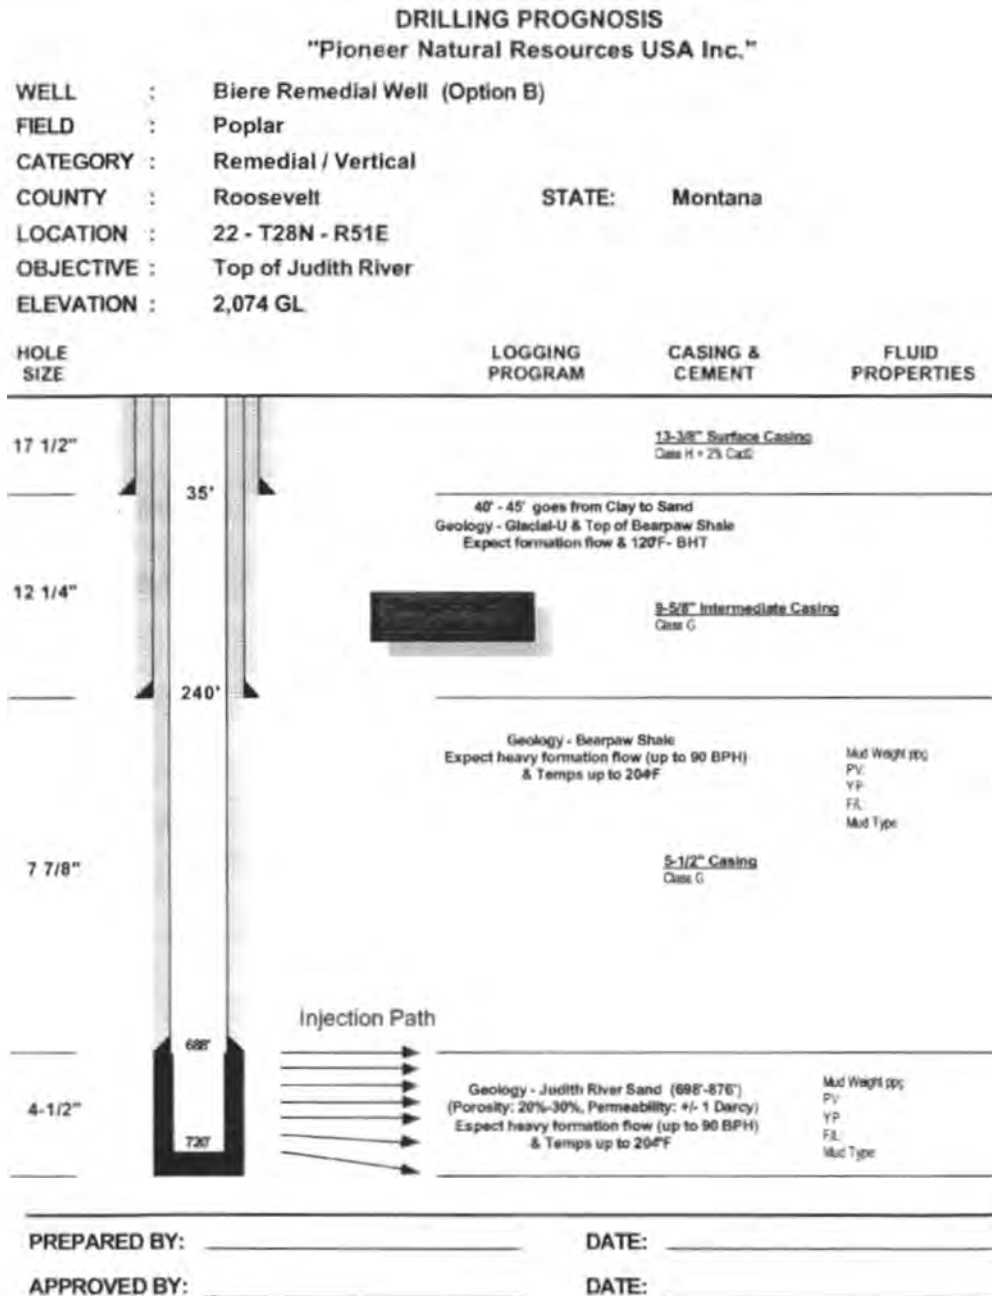 DRILLING PROGNOSIS
"Pioneer Natural Resources USA Inc."
WELL : Biere Remedial Well (Option B)
FIELD : Poplar
CATEGORY : Remedial / Vertical
COUNTY : Roosevelt STATE: Montana
LOCATION : 22 - T28N - R51E
OBJECTIVE : Top of Judith River
ELEVATION : 2,074 GL
HOLE SIZE LOGGING PROGRAM CASING & CEMENT FLUID PROPERTIES
17 1/2"
13-3/8" Surface Casing
Class H + 2%
35'
40' - 45' goes from Clay to Sand
Geology - Glacial-U & Top of Bearpaw Shale
Expect formation flow & 120°F- BHT
12 1/4"
9-5/8" Intermediate Casing
Class G
240'
Geology - Bearpaw Shale
Expect heavy formation flow (up to 90 BPH)
& Temps up to 204°F
Mud Weight ppg
PV:
YP:
F/L:
Mud Type
7 7/8"
5-1/2" Casing
Class G
Injection Path
688'
4-1/2"
Geology - Judith River Sand (698'-876')
(Porosity: 20%-30%, Permeability: +/- 1 Darcy)
Expect heavy formation flow (up to 90 BPH)
& Temps up to 204°F
Mud Weight ppg
PV:
YP:
F/L:
Mud Type:
720'
PREPARED BY: DATE:
APPROVED BY: DATE: